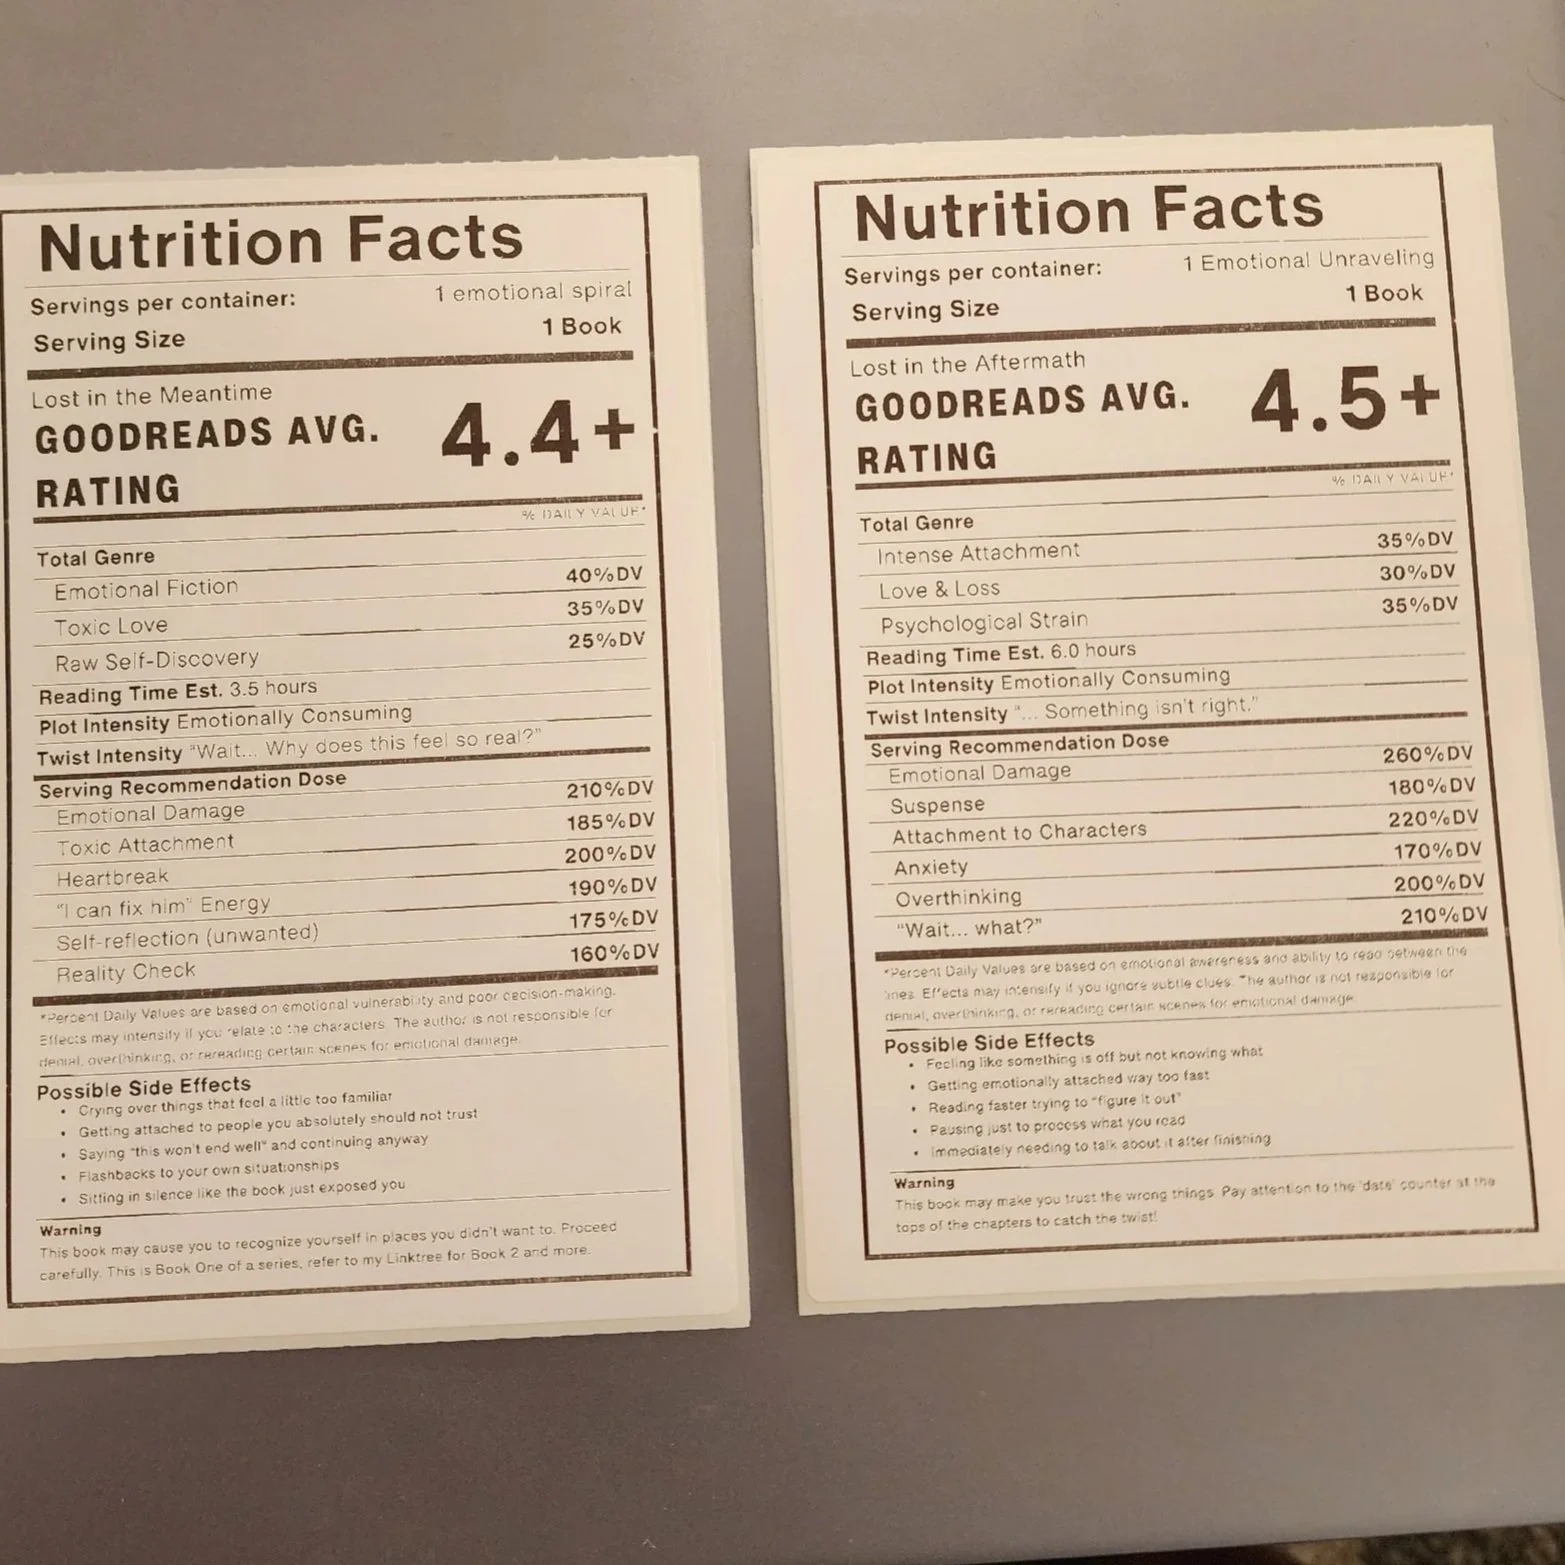 Nutrition Facts
Servings per container: 1 emotional spiral
Serving Size 1 Book
Lost in the Meantime
GOODREADS AVG. 4.4+
RATING
% DAILY VALUE*
Total Genre
Emotional Fiction 40%DV
Toxic Love 35%DV
Raw Self-Discovery 25%DV
Reading Time Est. 3.5 hours
Plot Intensity Emotionally Consuming
Twist Intensity “Wait... Why does this feel so real?”
Serving Recommendation Dose
Emotional Damage 210%DV
Toxic Attachment 185%DV
Heartbreak 200%DV
“I can fix him” Energy 190%DV
Self-reflection (unwanted) 175%DV
Reality Check 160%DV
*Percent Daily Values are based on emotional vulnerability and poor decision-making.
Effects may intensify if you relate to the characters. The author is not responsible for
denial, overthinking, or rereading certain scenes for emotional damage.
Possible Side Effects
• Crying over things that feel a little too familiar
• Getting attached to people you absolutely should not trust
• Saying “this won't end well” and continuing anyway
• Flashbacks to your own situationships
• Sitting in silence like the book just exposed you
Warning
This book may cause you to recognize yourself in places you didn't want to. Proceed
carefully. This is Book One of a series, refer to my Linktree for Book 2 and more.
Nutrition Facts
Servings per container: 1 Emotional Unraveling
Serving Size 1 Book
Lost in the Aftermath
GOODREADS AVG. 4.5+
RATING
% DAILY VALUE*
Total Genre
Intense Attachment 35%DV
Love & Loss 30%DV
Psychological Strain 35%DV
Reading Time Est. 6.0 hours
Plot Intensity Emotionally Consuming
Twist Intensity “... Something isn't right.”
Serving Recommendation Dose
Emotional Damage 260%DV
Suspense 180%DV
Attachment to Characters 220%DV
Anxiety 170%DV
Overthinking 200%DV
“Wait... what?” 210%DV
*Percent Daily Values are based on emotional awareness and ability to read between the
lines. Effects may intensify if you ignore subtle clues. The author is not responsible for
denial, overthinking, or rereading certain scenes for emotional damage.
Possible Side Effects
• Feeling like something is off but not knowing what
• Getting emotionally attached way too fast
• Reading faster trying to “figure it out”
• Pausing just to process what you read
• Immediately needing to talk about it after finishing
Warning
This book may make you trust the wrong things. Pay attention to the 'date' counter at the
tops of the chapters to catch the twist!